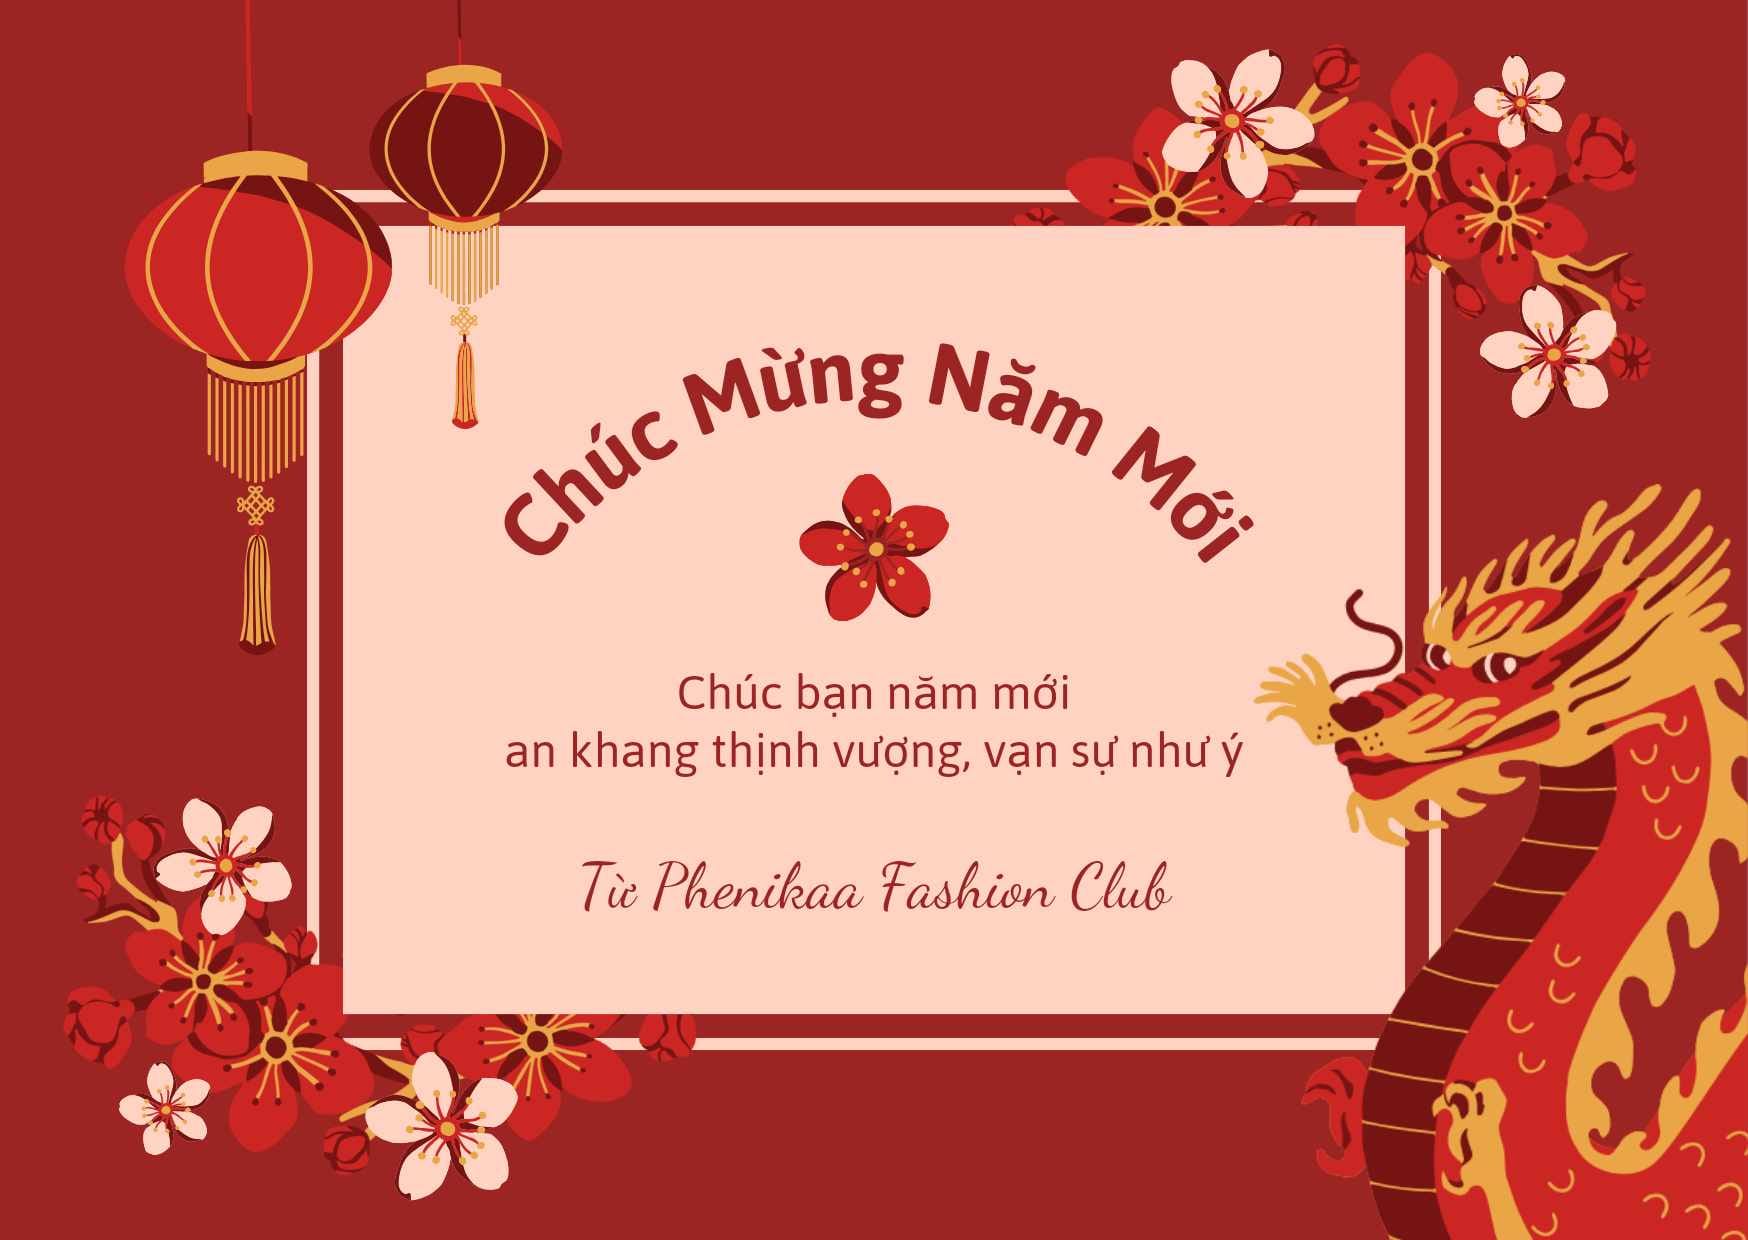 Chúc Mừng Năm Mới
Chúc bạn năm mới
an khang thịnh vượng, vạn sự như ý
Từ Phenikaa Fashion Club